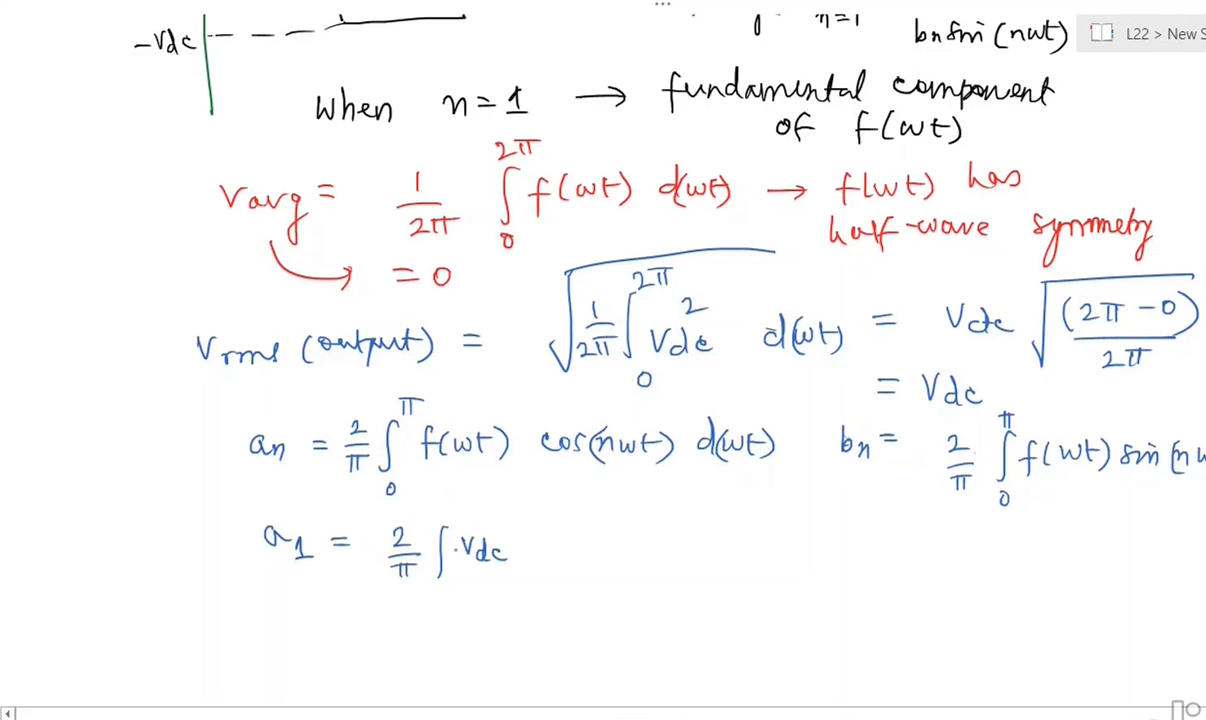 -Vdc n=1 bn sin(nωt) L22 > New S
when n = 1 → fundamental component
of f(ωt)
Vavg = 1/2π ∫₀^2π f(ωt) d(ωt) → f(ωt) has
half-wave symmetry
= 0
Vrms (output) = √(1/2π ∫₀^2π Vdc² d(ωt)) = Vdc √((2π - 0)/2π)
= Vdc
an = 2/π ∫₀^π f(ωt) cos(nωt) d(ωt) bn = 2/π ∫₀^π f(ωt) sin(nω
a1 = 2/π ∫ Vdc